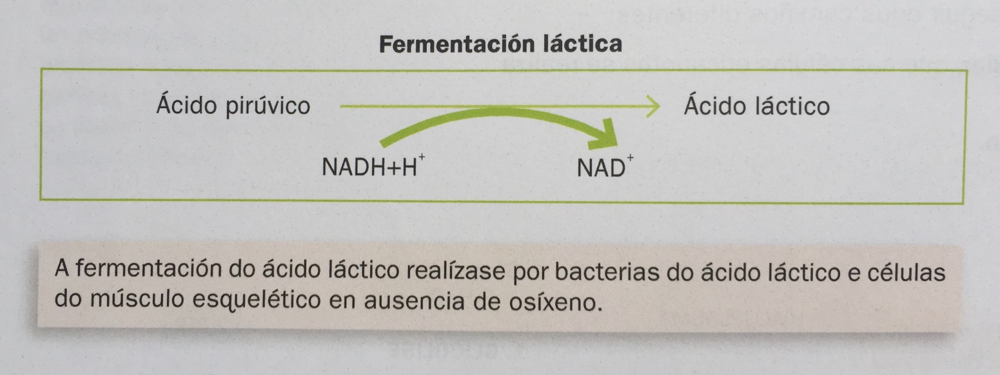 Fermentación láctica
Ácido pirúvico Ácido láctico
NADH+H⁺ NAD⁺
A fermentación do ácido láctico realízase por bacterias do ácido láctico e células
do músculo esquelético en ausencia de osíxeno.